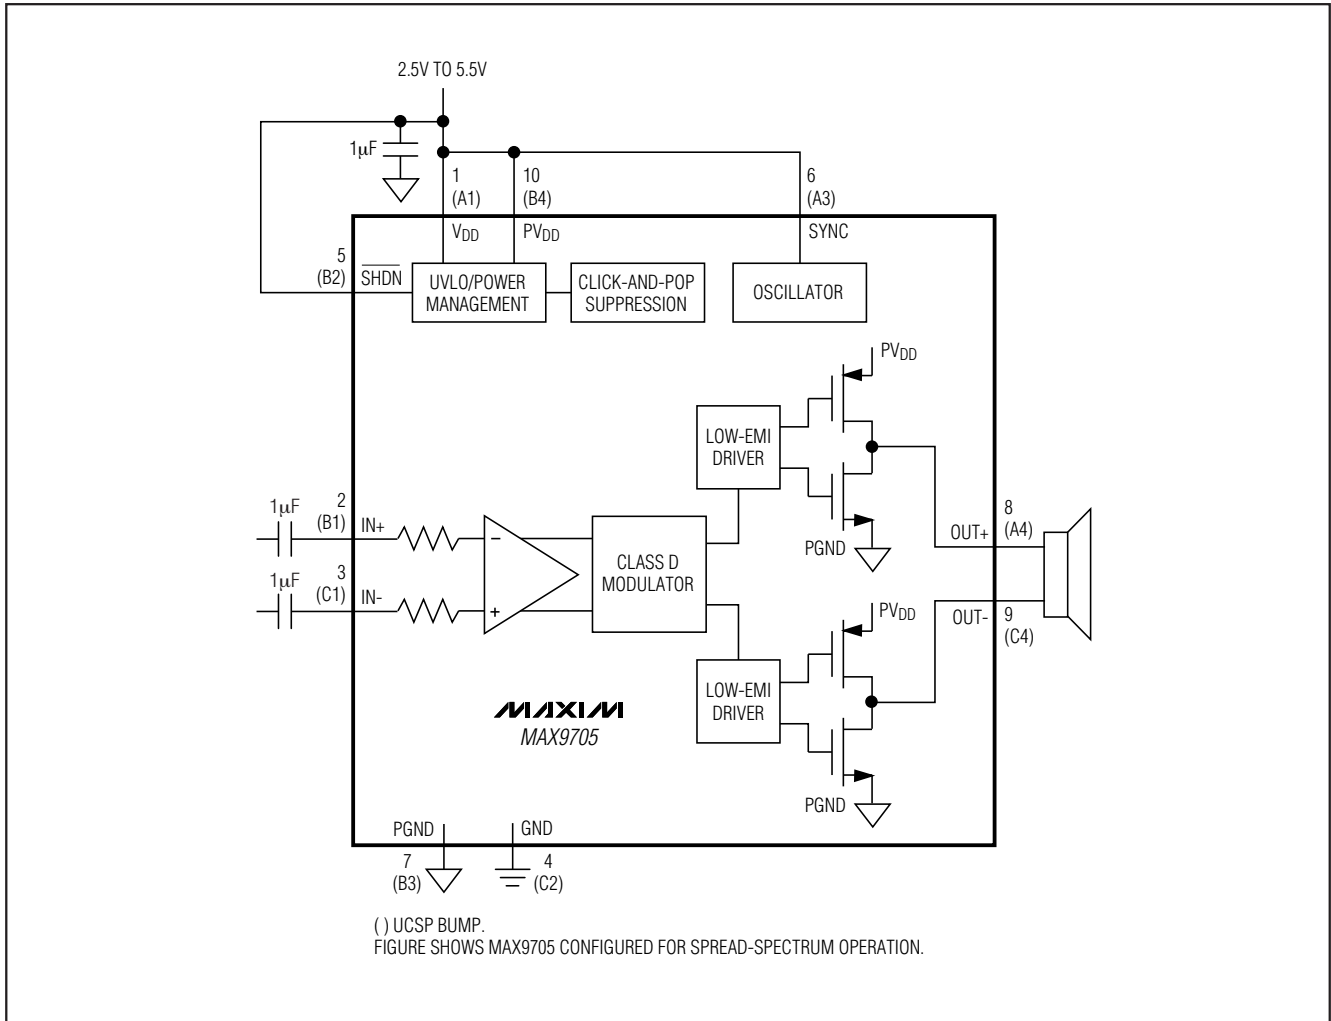 2.5V TO 5.5V
1µF
1
(A1)
10
(B4)
6
(A3)
VDD
PVDD
SYNC
5
(B2)
SHDN
UVLO/POWER
MANAGEMENT
CLICK-AND-POP
SUPPRESSION
OSCILLATOR
PVDD
LOW-EMI
DRIVER
1µF
2
(B1)
IN+
−
CLASS D
MODULATOR
PGND
OUT+
8
(A4)
1µF
3
(C1)
IN-
+
PVDD
OUT-
9
(C4)
LOW-EMI
DRIVER
MAXIM
MAX9705
PGND
PGND
GND
7
(B3)
4
(C2)
( ) UCSP BUMP.
FIGURE SHOWS MAX9705 CONFIGURED FOR SPREAD-SPECTRUM OPERATION.